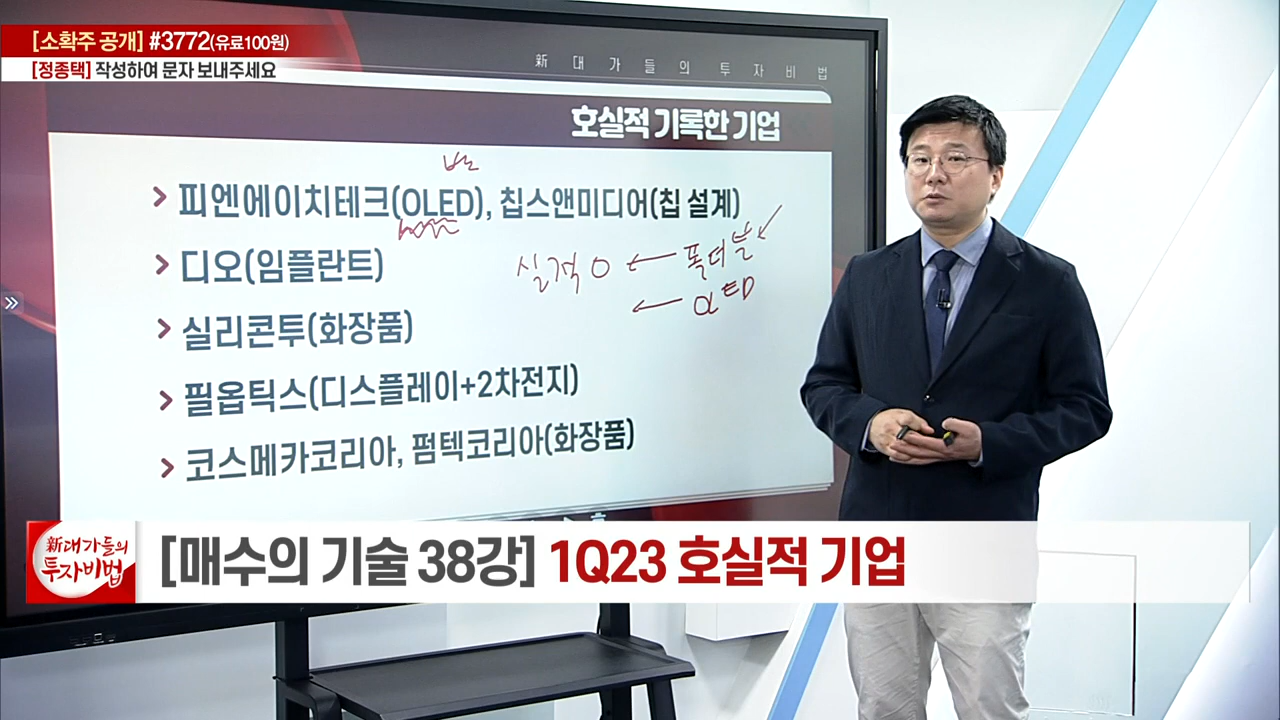 [소확주 공개] #3772(유료100원)
[정종택] 작성하여 문자 보내주세요
新 대 가 들 의 투 자 비 법
호실적 기록한 기업
피엔에이치테크(OLED), 칩스앤미디어(칩 설계)
디오(임플란트)
실적 O ← 폴더블
← OLED
실리콘투(화장품)
필옵틱스(디스플레이+2차전지)
코스메카코리아, 펌텍코리아(화장품)
新대가들의
투자비법
[매수의 기술 38강] 1Q23 호실적 기업